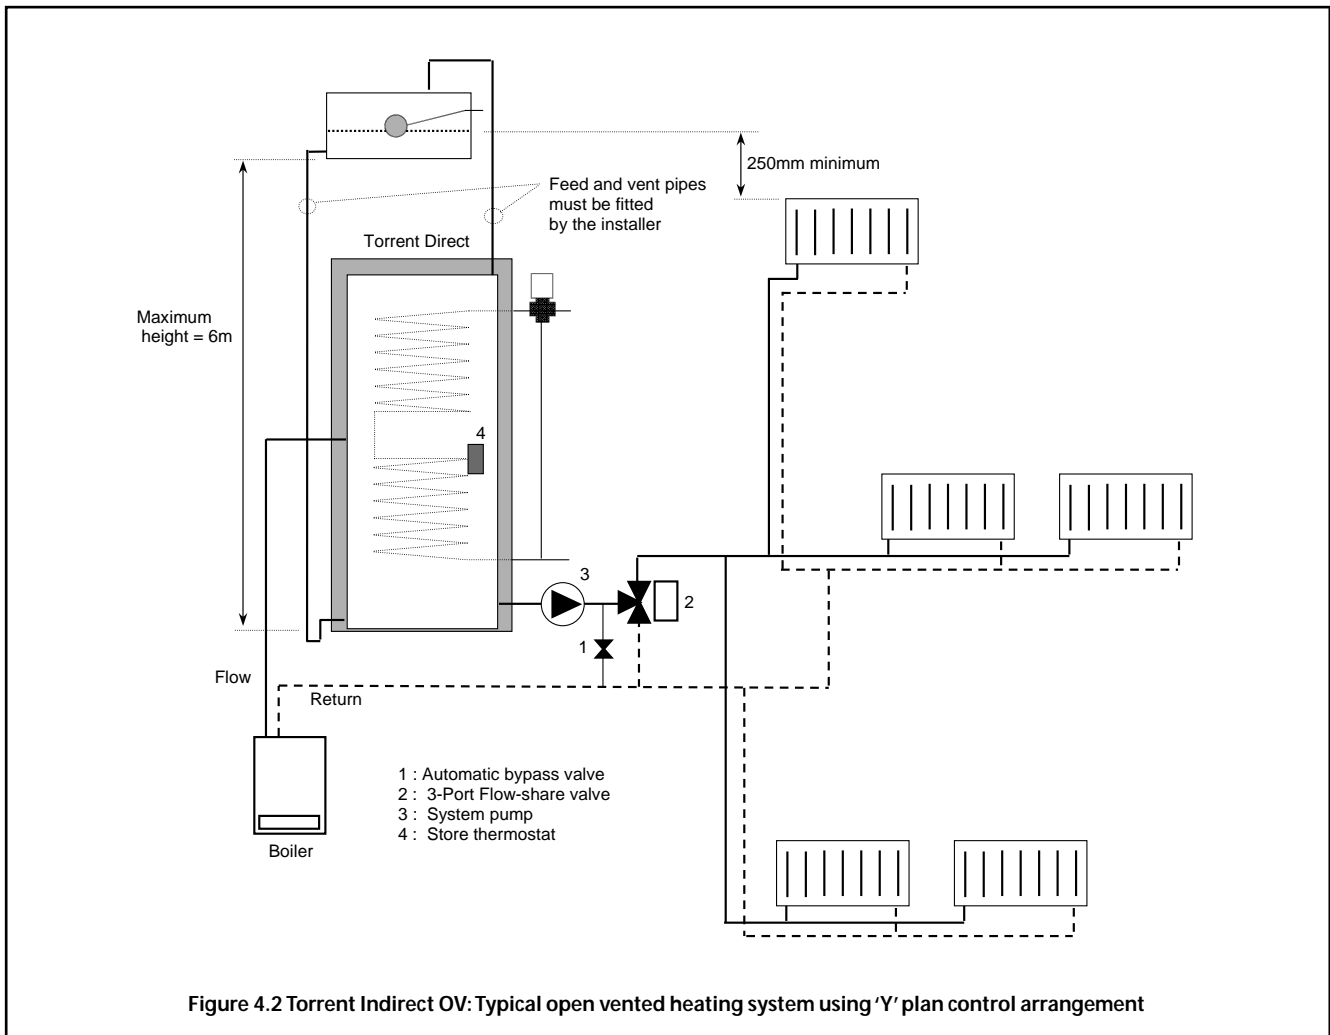 250mm minimum
Feed and vent pipes
must be fitted
by the installer
Torrent Direct
Maximum
height = 6m
4
3
2
1
Flow
Return
1 : Automatic bypass valve
2 : 3-Port Flow-share valve
3 : System pump
4 : Store thermostat
Boiler
Figure 4.2 Torrent Indirect OV: Typical open vented heating system using ‘Y’ plan control arrangement